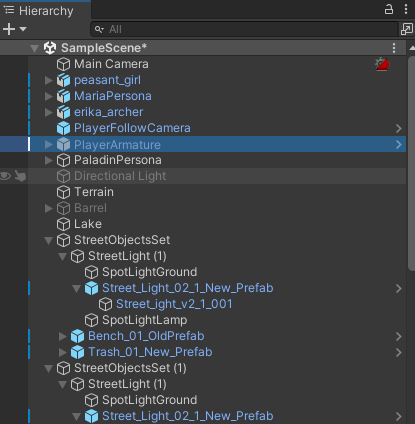 Hierarchy
All
SampleScene*
Main Camera
peasant_girl
MariaPersona
erika_archer
PlayerFollowCamera
PlayerArmature
PaladinPersona
Directional Light
Terrain
Barrel
Lake
StreetObjectsSet
StreetLight (1)
SpotLightGround
Street_Light_02_1_New_Prefab
Street_ight_v2_1_001
SpotLightLamp
Bench_01_OldPrefab
Trash_01_New_Prefab
StreetObjectsSet (1)
StreetLight (1)
SpotLightGround
Street_Light_02_1_New_Prefab